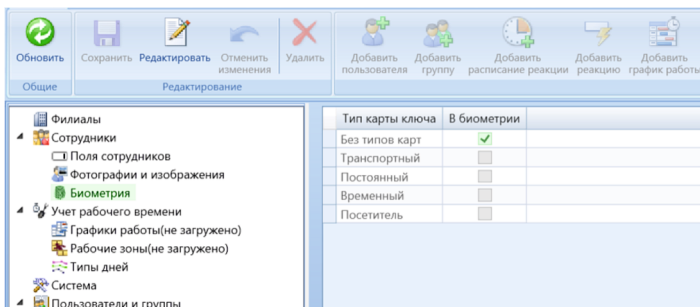 Обновить
Сохранить Редактировать Отменить изменения Удалить
Добавить пользователя Добавить группу Добавить расписание реакции Добавить реакцию Добавить график работы
Общие Редактирование
Филиалы
Сотрудники
Поля сотрудников
Фотографии и изображения
Биометрия
Учет рабочего времени
Графики работы(не загружено)
Рабочие зоны(не загружено)
Типы дней
Система
Пользователи и группы
Тип карты ключа В биометрии
Без типов карт
Транспортный
Постоянный
Временный
Посетитель